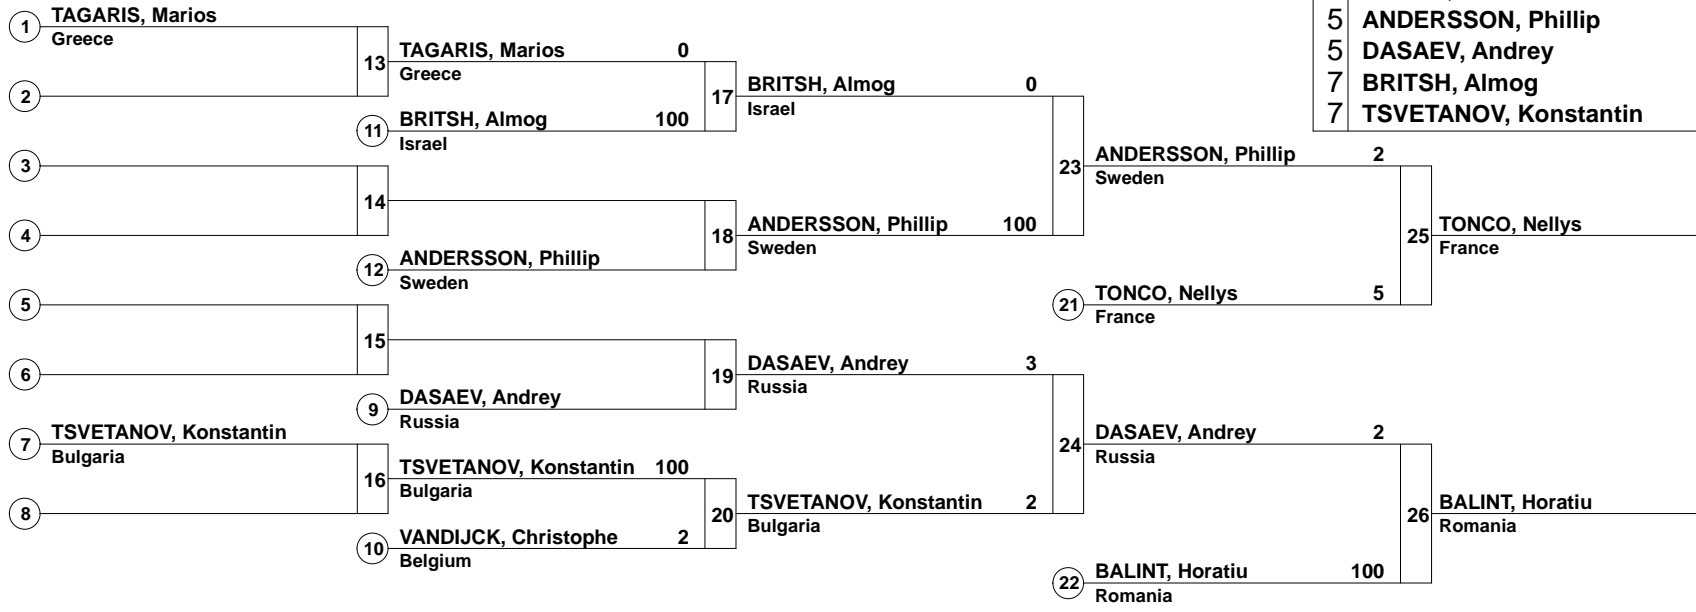 1 TAGARIS, Marios
Greece
2
3
4
5
6
7 TSVETANOV, Konstantin
Bulgaria
8
13 TAGARIS, Marios 0
Greece
11 BRITSH, Almog 100
Israel
14
12 ANDERSSON, Phillip
Sweden
15
9 DASAEV, Andrey
Russia
16 TSVETANOV, Konstantin 100
Bulgaria
10 VANDIJCK, Christophe 2
Belgium
17 BRITSH, Almog 0
Israel
18 ANDERSSON, Phillip 100
Sweden
19 DASAEV, Andrey 3
Russia
20 TSVETANOV, Konstantin 2
Bulgaria
23 ANDERSSON, Phillip 2
Sweden
21 TONCO, Nellys 5
France
24 DASAEV, Andrey 2
Russia
22 BALINT, Horatiu 100
Romania
25 TONCO, Nellys
France
26 BALINT, Horatiu
Romania
5 ANDERSSON, Phillip
5 DASAEV, Andrey
7 BRITSH, Almog
7 TSVETANOV, Konstantin